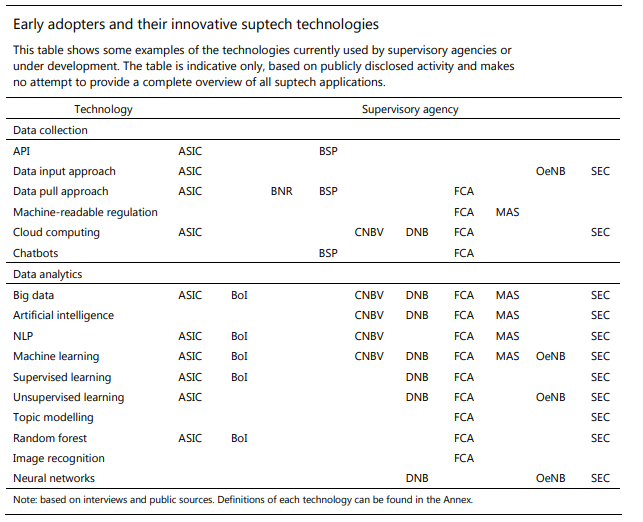 Early adopters and their innovative suptech technologies
This table shows some examples of the technologies currently used by supervisory agencies or
under development. The table is indicative only, based on publicly disclosed activity and makes
no attempt to provide a complete overview of all suptech applications.
Technology Supervisory agency
Data collection
API ASIC BSP
Data input approach ASIC OeNB SEC
Data pull approach ASIC BNR BSP FCA
Machine-readable regulation FCA MAS
Cloud computing ASIC CNBV DNB FCA SEC
Chatbots BSP FCA
Data analytics
Big data ASIC BoI CNBV DNB FCA MAS SEC
Artificial intelligence CNBV DNB FCA MAS SEC
NLP ASIC BoI CNBV FCA MAS SEC
Machine learning ASIC BoI CNBV DNB FCA MAS OeNB SEC
Supervised learning ASIC BoI DNB FCA SEC
Unsupervised learning ASIC DNB FCA OeNB SEC
Topic modelling FCA SEC
Random forest ASIC BoI FCA SEC
Image recognition FCA
Neural networks DNB OeNB SEC
Note: based on interviews and public sources. Definitions of each technology can be found in the Annex.